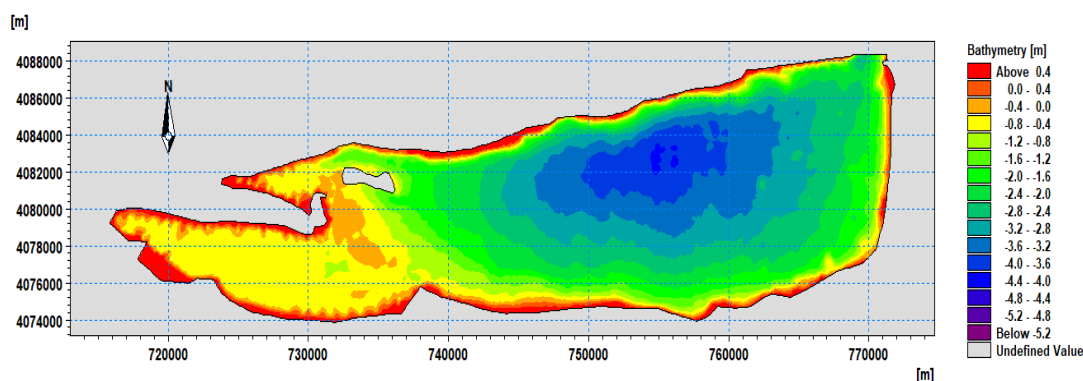 [m]
4088000
4086000
4084000
4082000
4080000
4078000
4076000
4074000
N
720000 730000 740000 750000 760000 770000
[m]
Bathymetry [m]
Above 0.4
0.0 - 0.4
-0.4 - 0.0
-0.8 - -0.4
-1.2 - -0.8
-1.6 - -1.2
-2.0 - -1.6
-2.4 - -2.0
-2.8 - -2.4
-3.2 - -2.8
-3.6 - -3.2
-4.0 - -3.6
-4.4 - -4.0
-4.8 - -4.4
-5.2 - -4.8
Below -5.2
Undefined Value